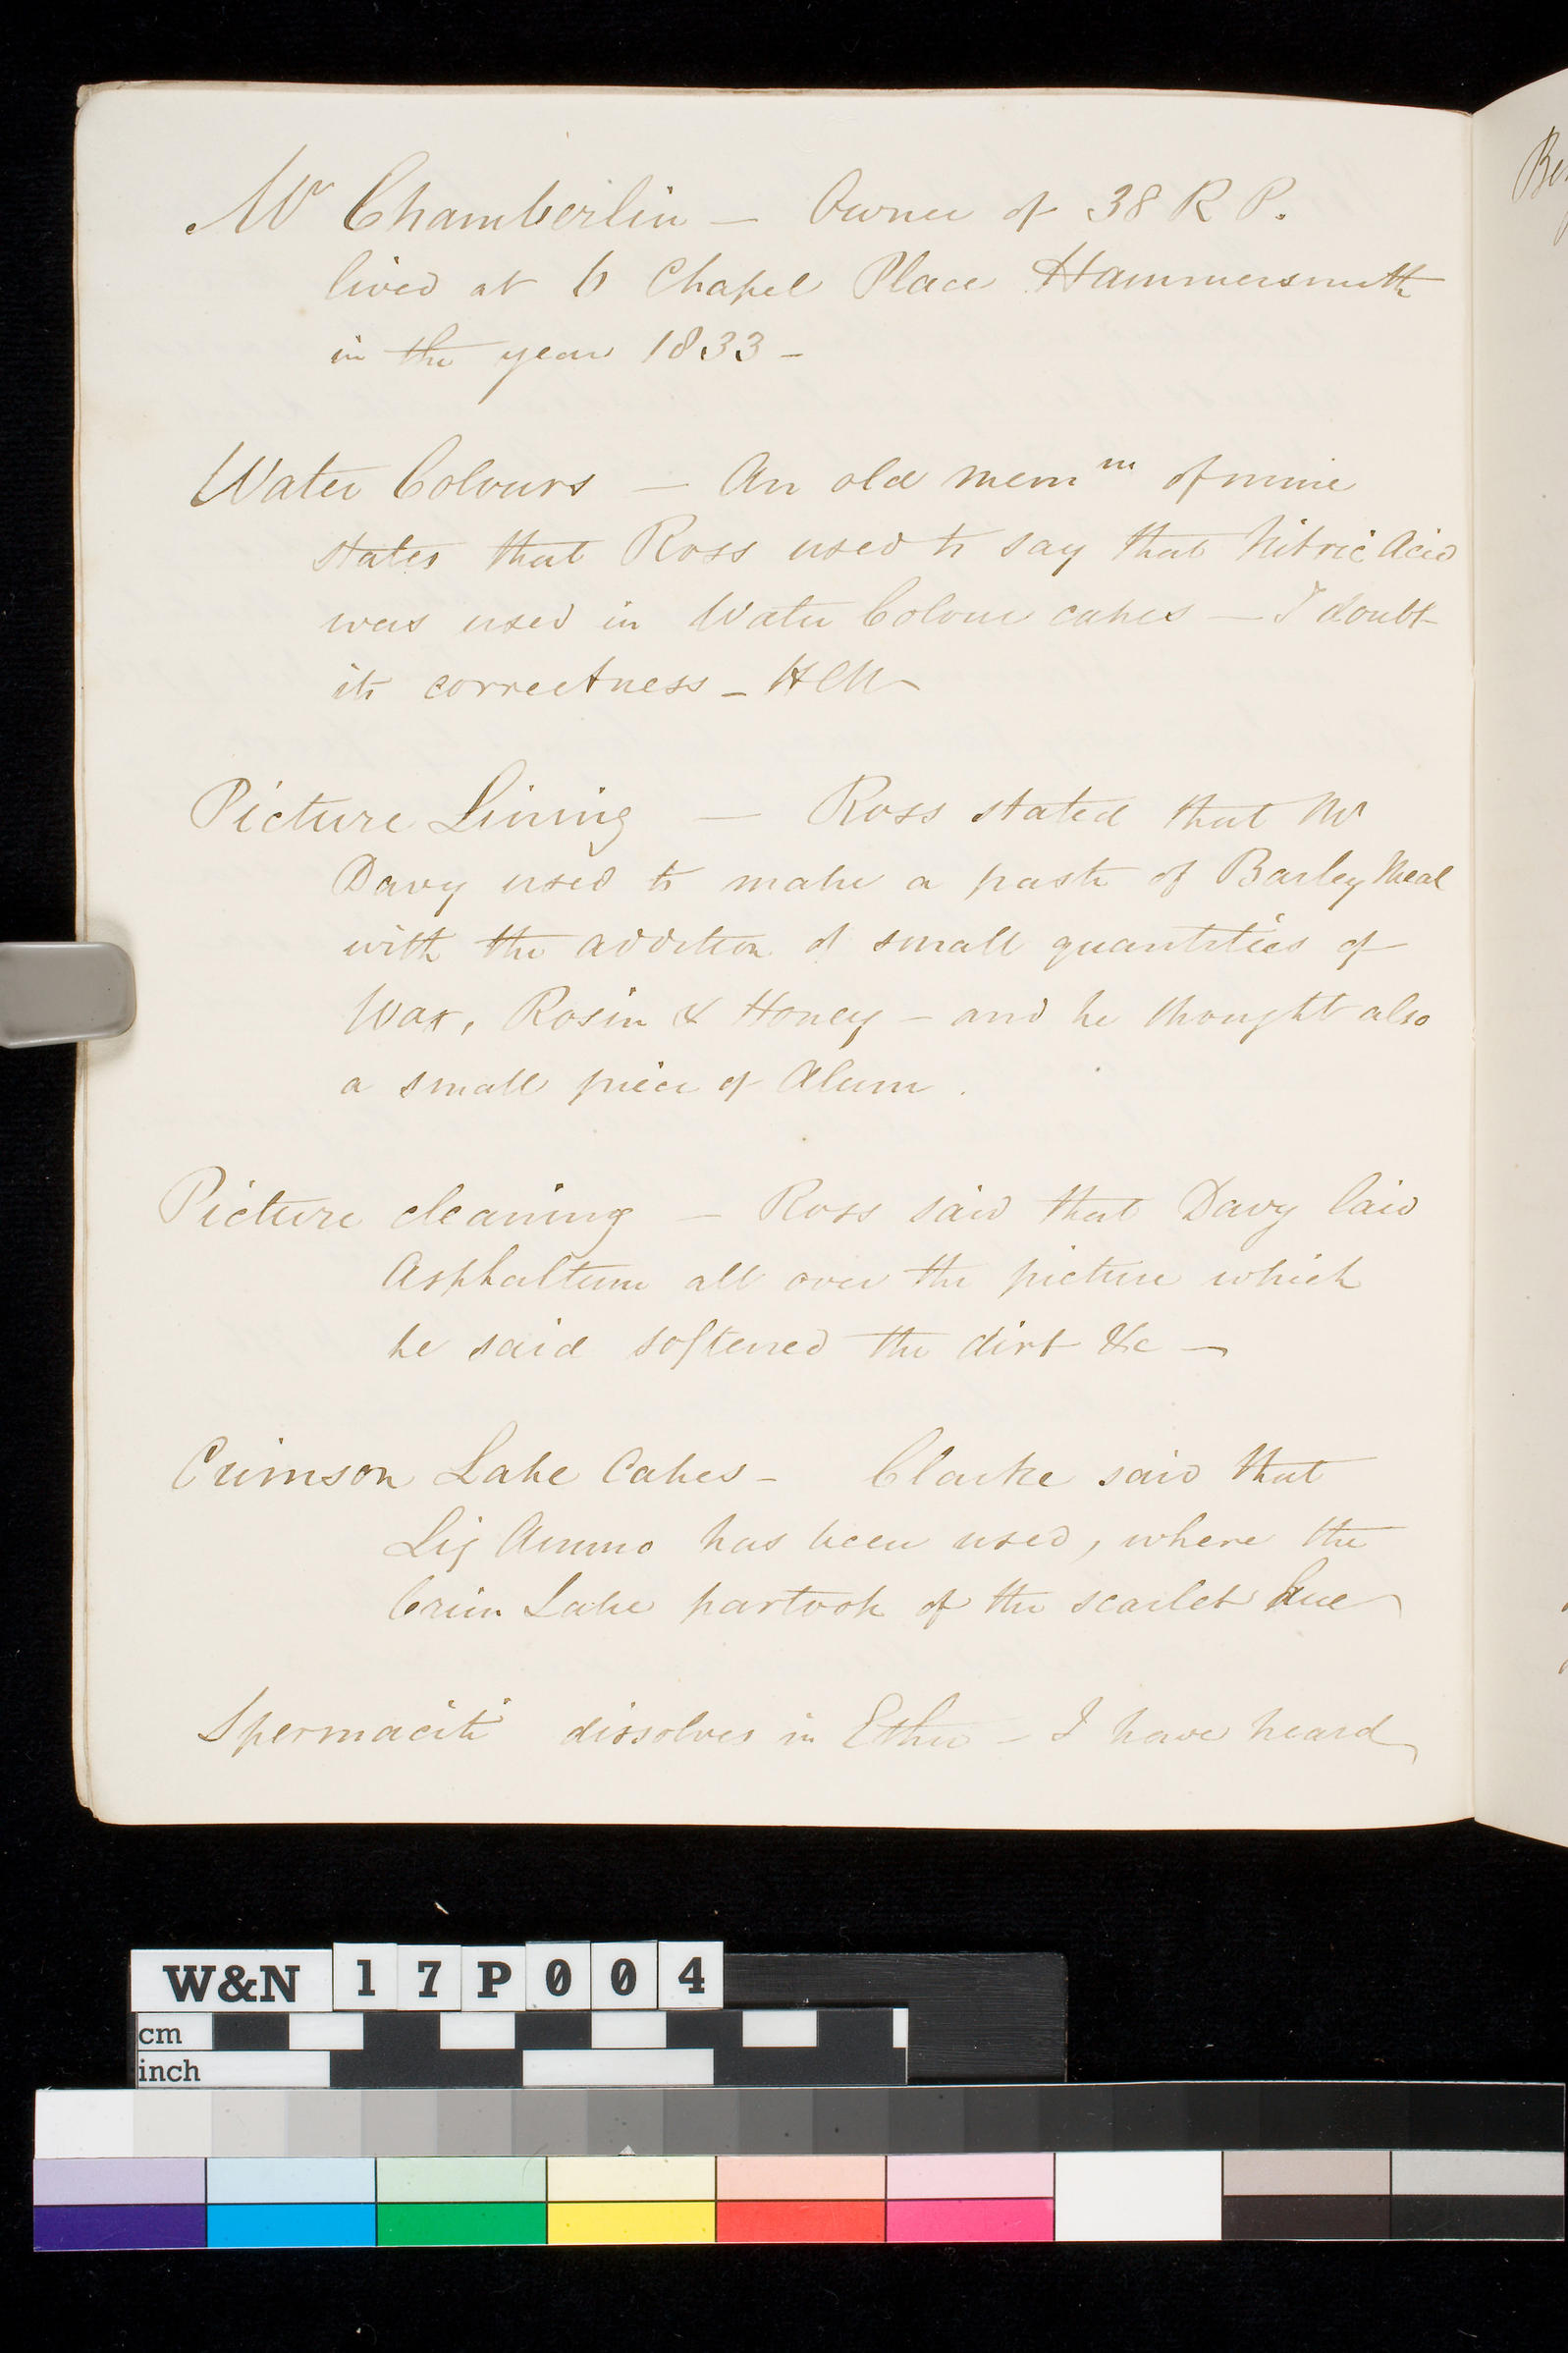 Mr Chamberlin — Owner of 38 R P.
lived at 6 Chapel Place Hammersmith
in the year 1833 -
Water Colours — An old mem m of mine
states that Ross used to say that Nitric Acid
was used in Water Colour cakes — I doubt
its correctness - HCN
Picture Lining — Ross stated that Mr
Davy used to make a paste of Barley Meal
with the addition of small quantities of
Wax, Rosin & Honey - and he thought also
a small piece of Alum.
Picture cleaning - Ross said that Davy laid
Asphaltum all over the picture which
he said softened the dirt &c —
Crimson Lake Cakes - Clarke said that
Liq Ammo has been used, where the
Crim Lake partook of the scarlet hue
Spermaciti dissolves in Ether - I have heard
W&N 17P004
cm
inch